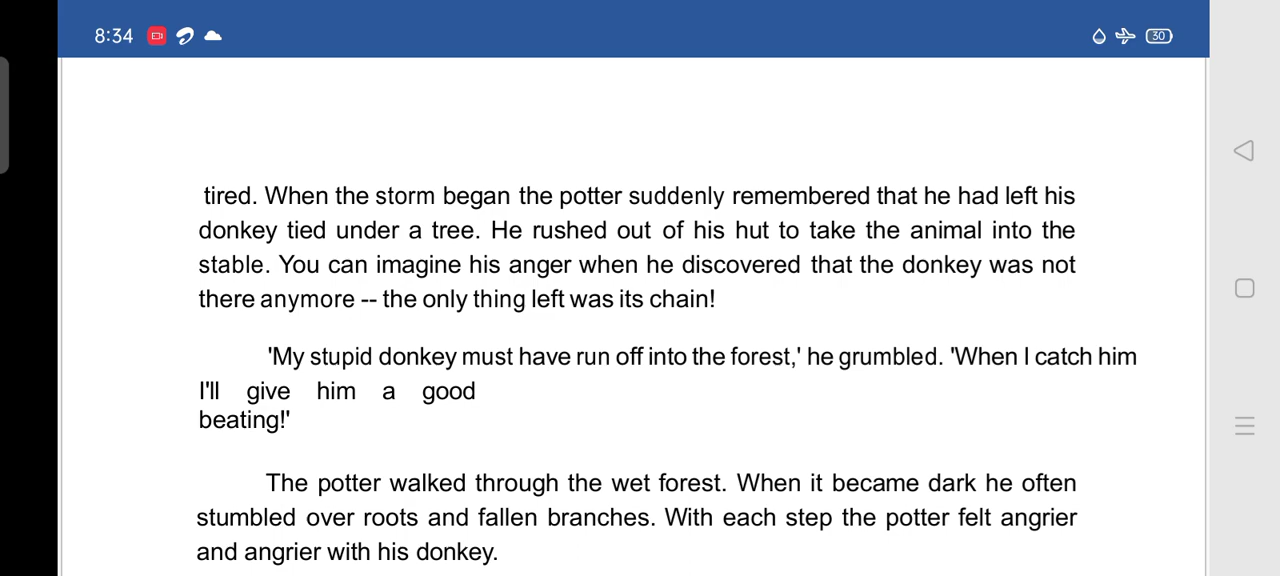 8:34
30
tired. When the storm began the potter suddenly remembered that he had left his
donkey tied under a tree. He rushed out of his hut to take the animal into the
stable. You can imagine his anger when he discovered that the donkey was not
there anymore -- the only thing left was its chain!
'My stupid donkey must have run off into the forest,' he grumbled. 'When I catch him
I'll give him a good
beating!'
The potter walked through the wet forest. When it became dark he often
stumbled over roots and fallen branches. With each step the potter felt angrier
and angrier with his donkey.